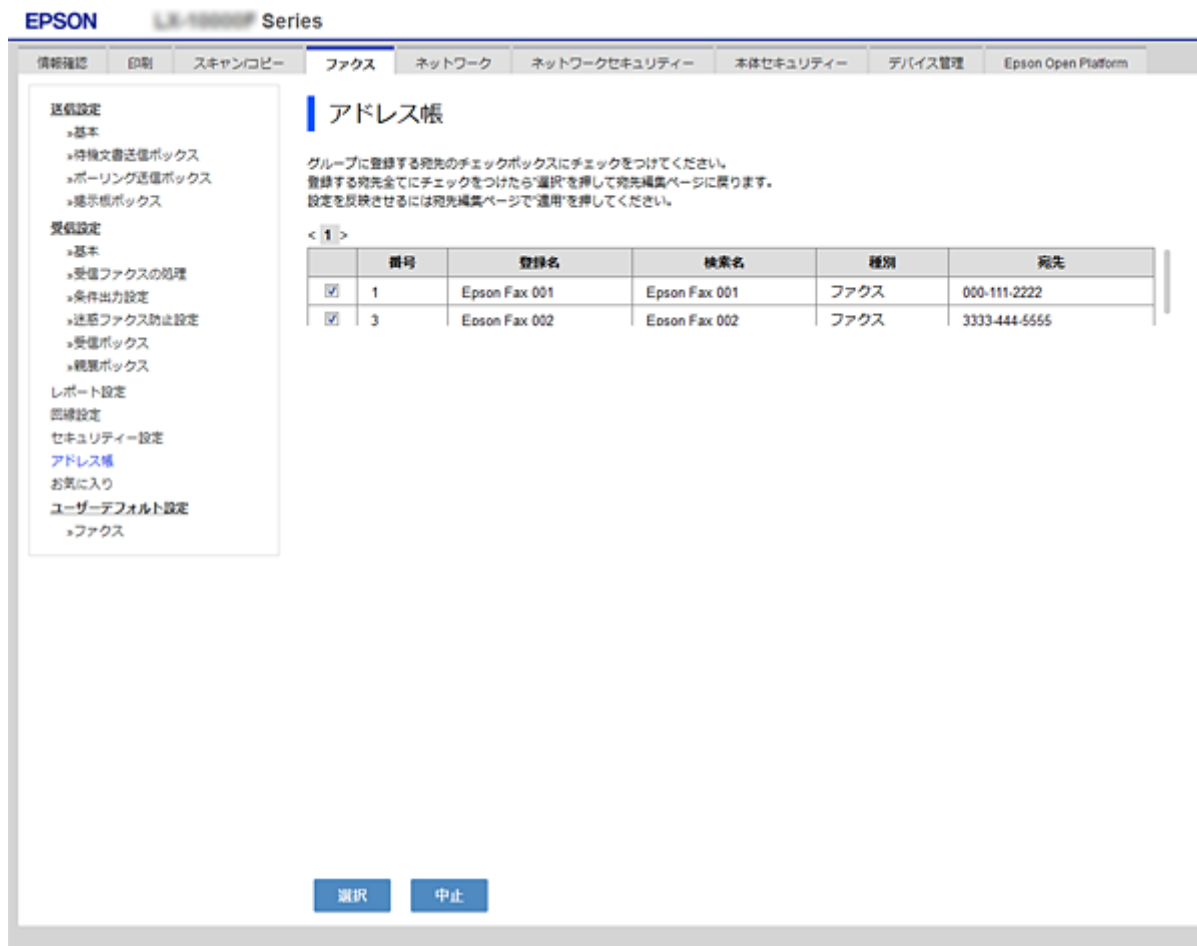 EPSON Series
情報確認 印刷 スキャン/コピー ファクス ネットワーク ネットワークセキュリティー 本体セキュリティー デバイス管理 Epson Open Platform
送信設定
»基本
»待機文書送信ボックス
»ポーリング送信ボックス
»掲示板ボックス
受信設定
»基本
»受信ファクスの処理
»条件出力設定
»迷惑ファクス防止設定
»受信ボックス
»親展ボックス
レポート設定
回線設定
セキュリティー設定
アドレス帳
お気に入り
ユーザーデフォルト設定
»ファクス
アドレス帳
グループに登録する宛先のチェックボックスにチェックをつけてください。
登録する宛先全てにチェックをつけたら"選択"を押して宛先編集ページに戻ります。
設定を反映させるには宛先編集ページで"適用"を押してください。
< 1 >
番号 登録名 検索名 種別 宛先
1 Epson Fax 001 Epson Fax 001 ファクス 000-111-2222
3 Epson Fax 002 Epson Fax 002 ファクス 3333-444-5555
選択 中止